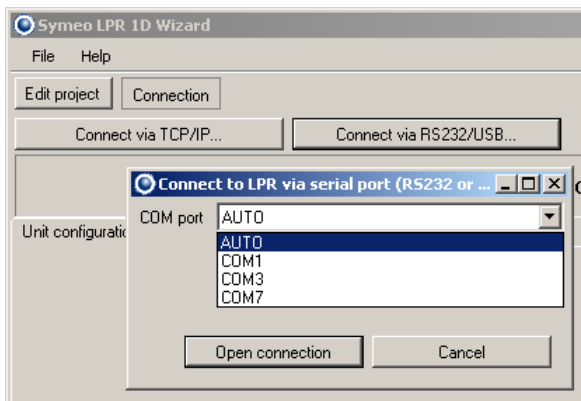 Symeo LPR 1D Wizard
File Help
Edit project Connection
Connect via TCP/IP... Connect via RS232/USB...
Connect to LPR via serial port (RS232 or ...
COM port AUTO
Unit configuratio
AUTO
COM1
COM3
COM7
Open connection Cancel